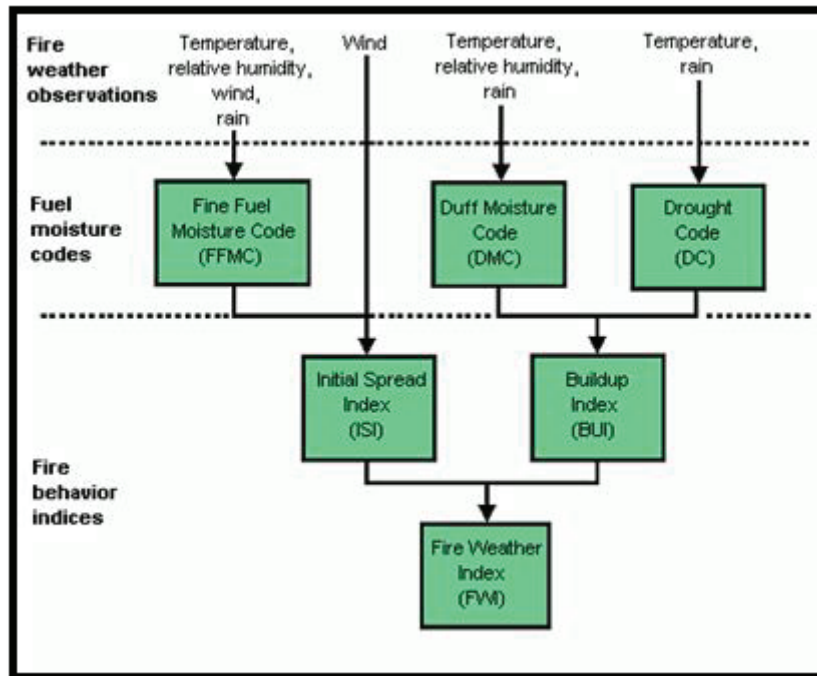 Fire
weather
observations
Temperature,
relative humidity,
wind,
rain
Wind
Temperature,
relative humidity,
rain
Temperature,
rain
Fuel
moisture
codes
Fine Fuel
Moisture Code
(FFMC)
Duff Moisture
Code
(DMC)
Drought
Code
(DC)
Fire
behavior
indices
Initial Spread
Index
(ISI)
Buildup
Index
(BUI)
Fire Weather
Index
(FWI)